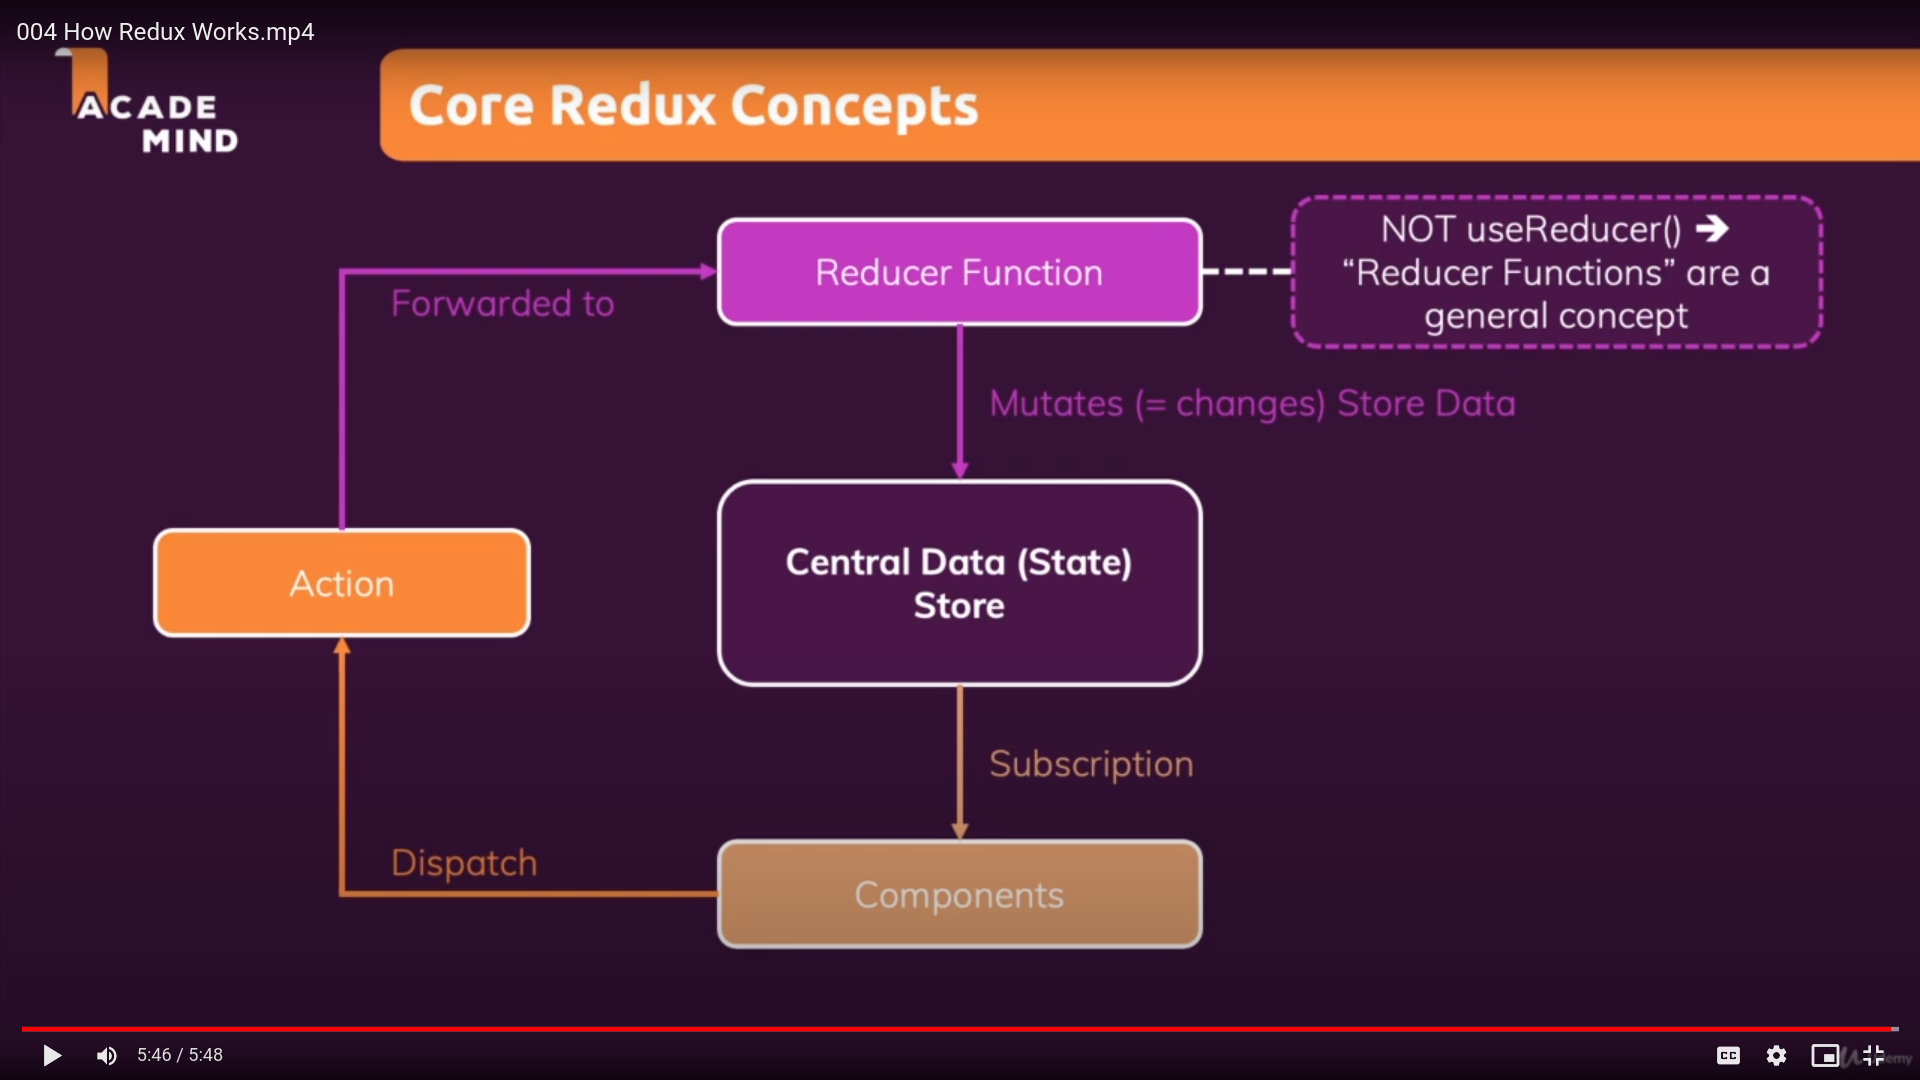 004 How Redux Works.mp4
ACADE
MIND
Core Redux Concepts
Reducer Function
NOT useReducer() 🡺
“Reducer Functions” are a
general concept
Forwarded to
Mutates (= changes) Store Data
Action
Central Data (State)
Store
Subscription
Dispatch
Components
5:46 / 5:48
CC